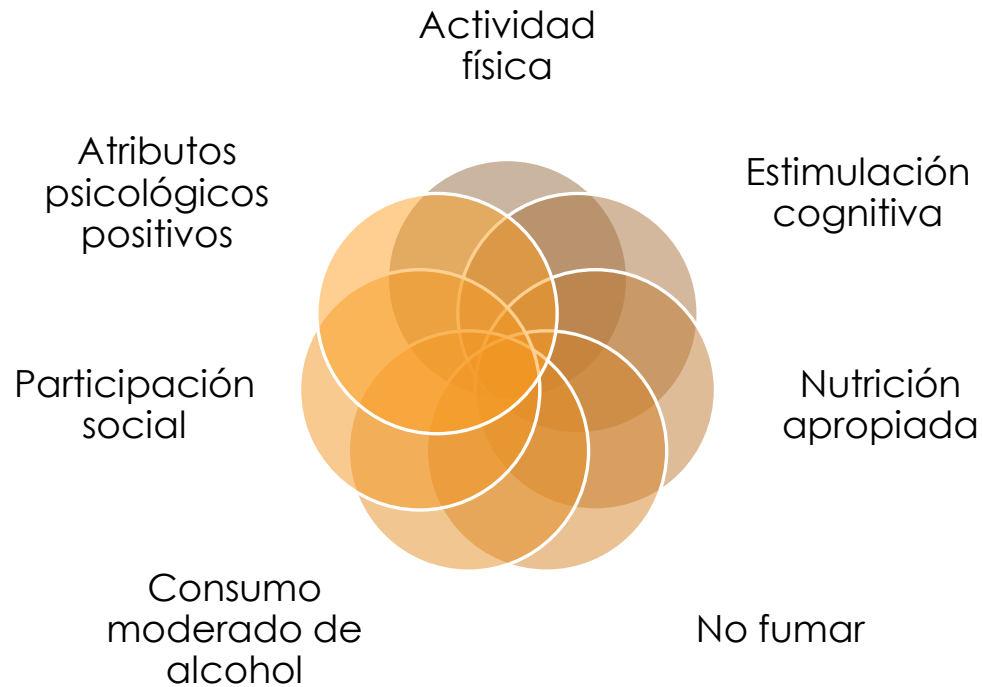 Actividad
física
Estimulación
cognitiva
Nutrición
apropiada
No fumar
Consumo
moderado de
alcohol
Participación
social
Atributos
psicológicos
positivos